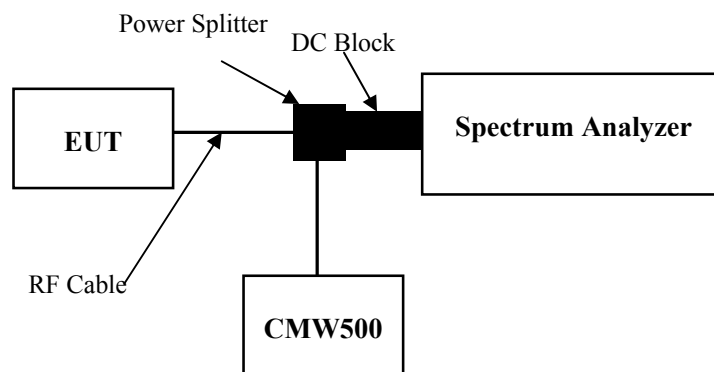 Power Splitter
DC Block
EUT
Spectrum Analyzer
RF Cable
CMW500